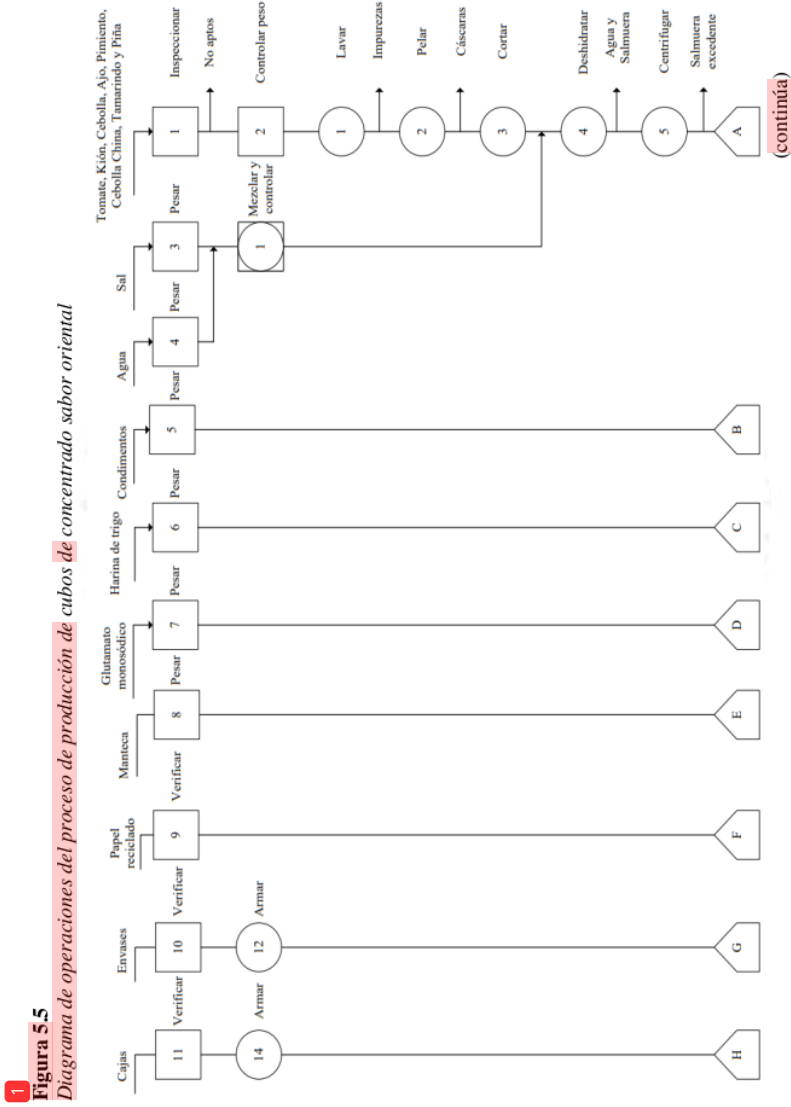 1
Figura 5.5
Diagrama de operaciones del proceso de producción de cubos de concentrado sabor oriental
Cajas
11
Verificar
14
Armar
H
Envases
10
Verificar
12
Armar
G
Papel
reciclado
9
Verificar
F
Manteca
8
Pesar
E
Glutamato
monosódico
7
Pesar
D
Harina de trigo
6
Pesar
C
Condimentos
5
Pesar
B
Agua
4
Pesar
Sal
3
Pesar
1
Mezclar y
controlar
Tomate, Kión, Cebolla, Ajo, Pimiento,
Cebolla China, Tamarindo y Piña
1
Inspeccionar
No aptos
2
Controlar peso
1
Lavar
Impurezas
2
Pelar
Cáscaras
3
Cortar
4
Deshidratar
Agua y
Salmuera
5
Centrifugar
Salmuera
excedente
A
(continúa)